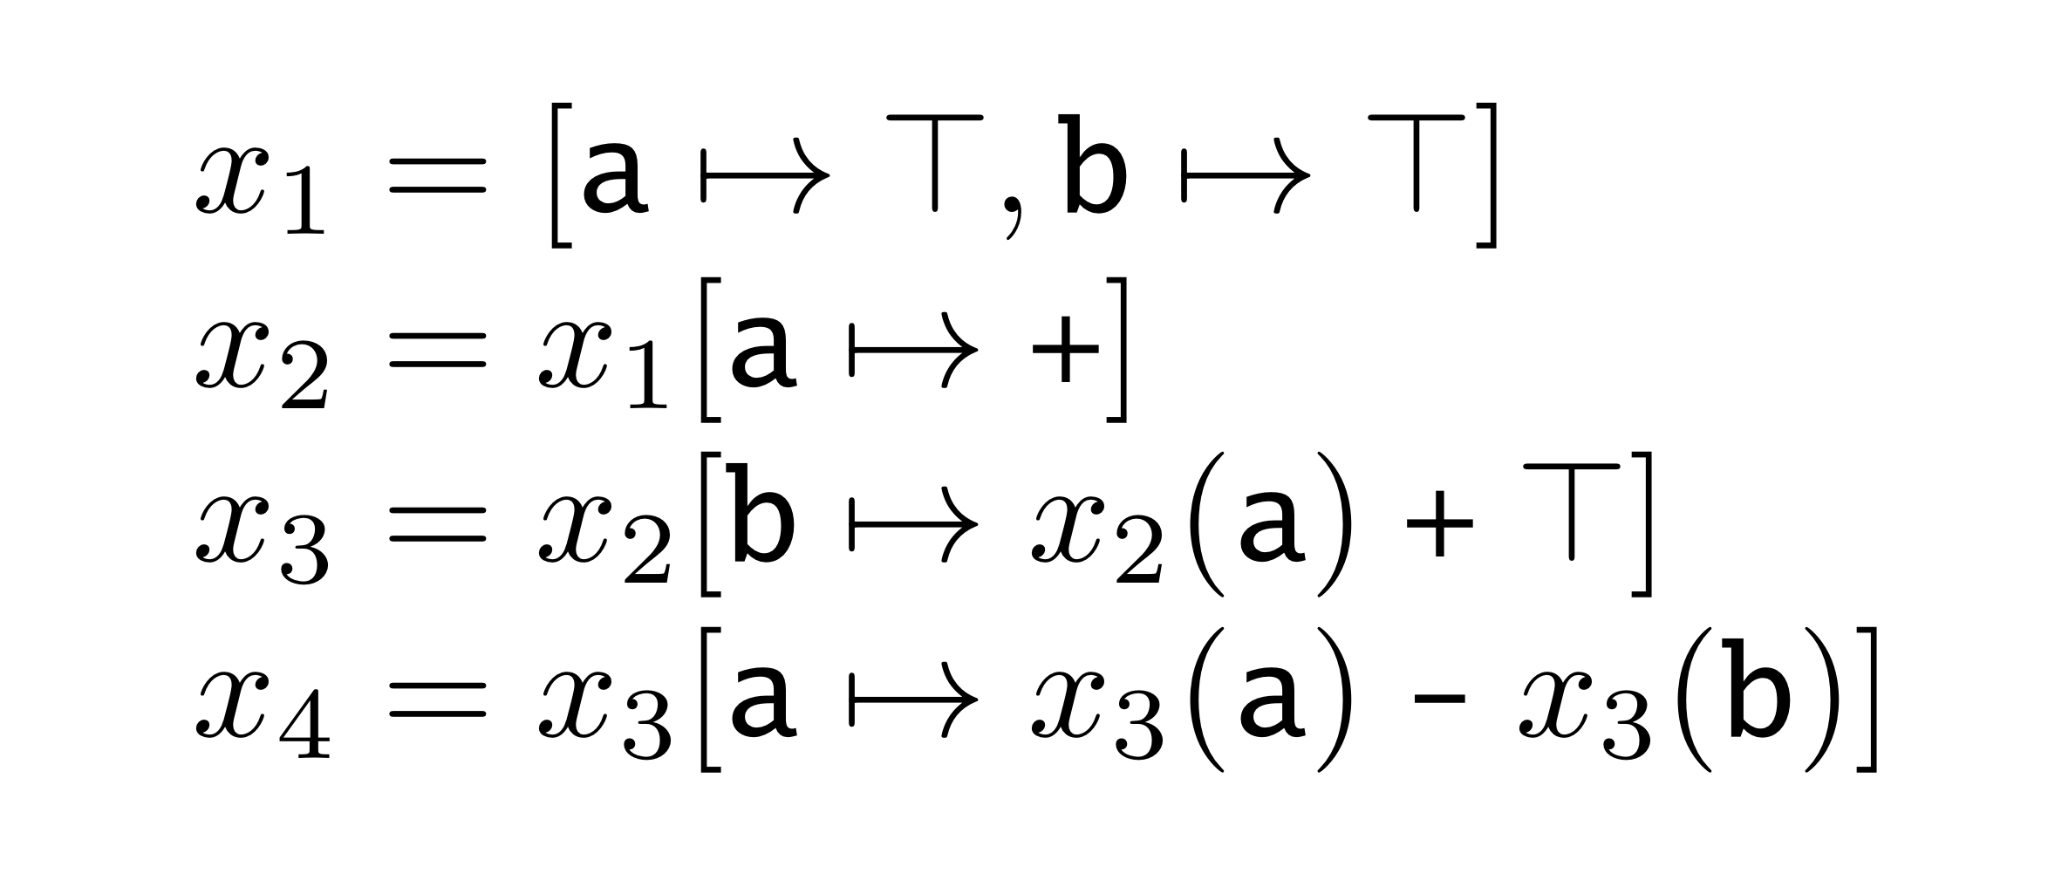 x₁ = [a ↦ ⊤, b ↦ ⊤]
x₂ = x₁[a ↦ +]
x₃ = x₂[b ↦ x₂(a) + ⊤]
x₄ = x₃[a ↦ x₃(a) - x₃(b)]